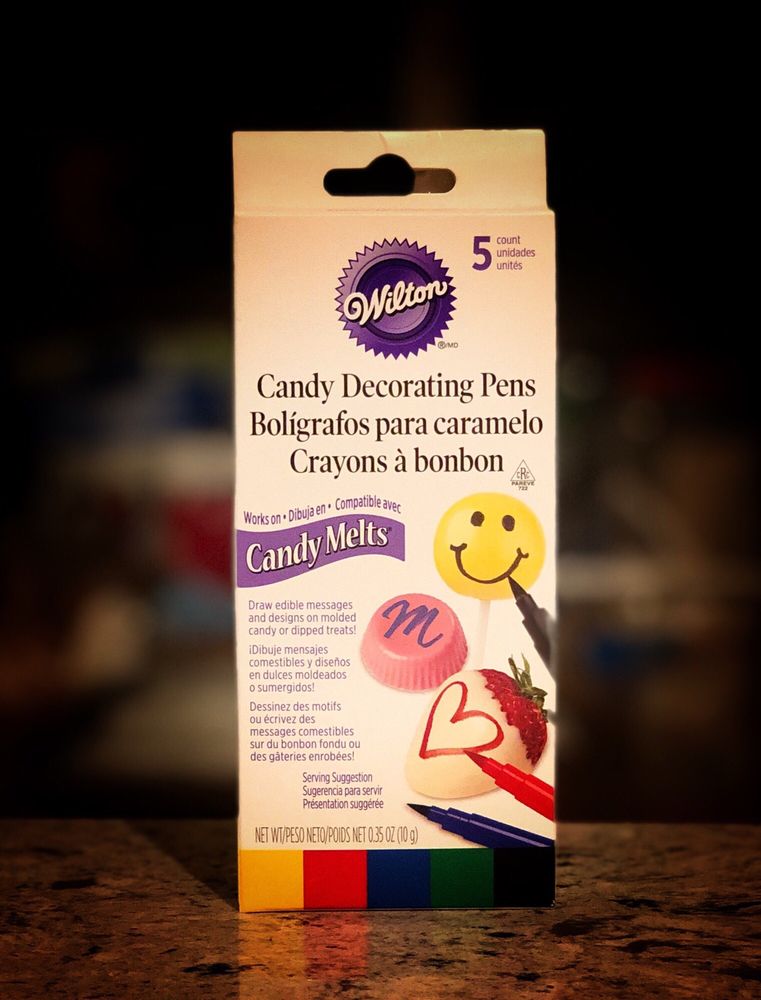 5 count
unidades
unités
Wilton
®/MD
Candy Decorating Pens
Bolígrafos para caramelo
Crayons à bonbon
cRc
PAREVE
722
Works on • Dibuja en • Compatible avec
Candy Melts
m
Draw edible messages
and designs on molded
candy or dipped treats!
¡Dibuje mensajes
comestibles y diseños
en dulces moldeados
o sumergidos!
Dessinez des motifs
ou écrivez des
messages comestibles
sur du bonbon fondu ou
des gâteries enrobées!
Serving Suggestion
Sugerencia para servir
Présentation suggérée
NET WT/PESO NETO/POIDS NET 0.35 OZ (10 g)